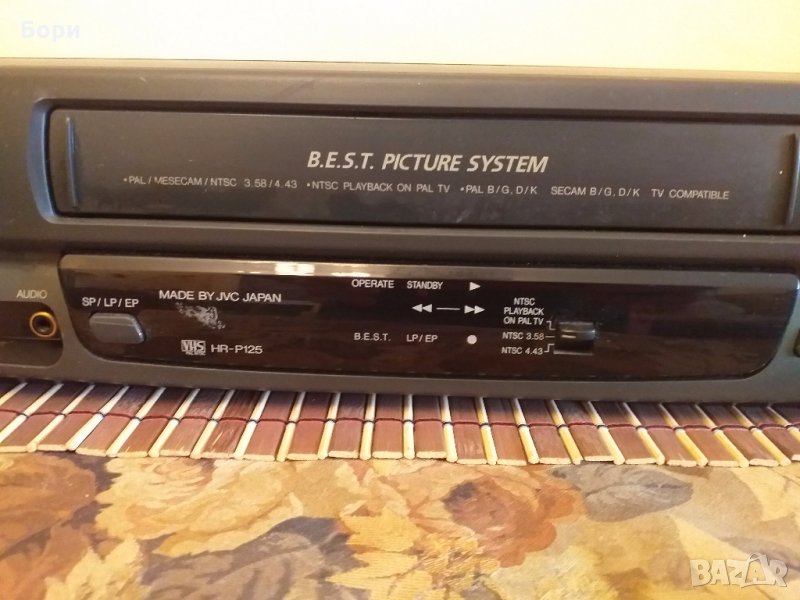 Бори
B.E.S.T. PICTURE SYSTEM
•PAL/MESECAM/NTSC 3.58/4.43 •NTSC PLAYBACK ON PAL TV •PAL B/G, D/K SECAM B/G, D/K TV COMPATIBLE
AUDIO
SP/LP/EP
MADE BY JVC JAPAN
VHS
HR-P125
OPERATE STANDBY
B.E.S.T. LP/EP
NTSC
PLAYBACK
ON PAL TV
NTSC 3.58
NTSC 4.43
BAZAR